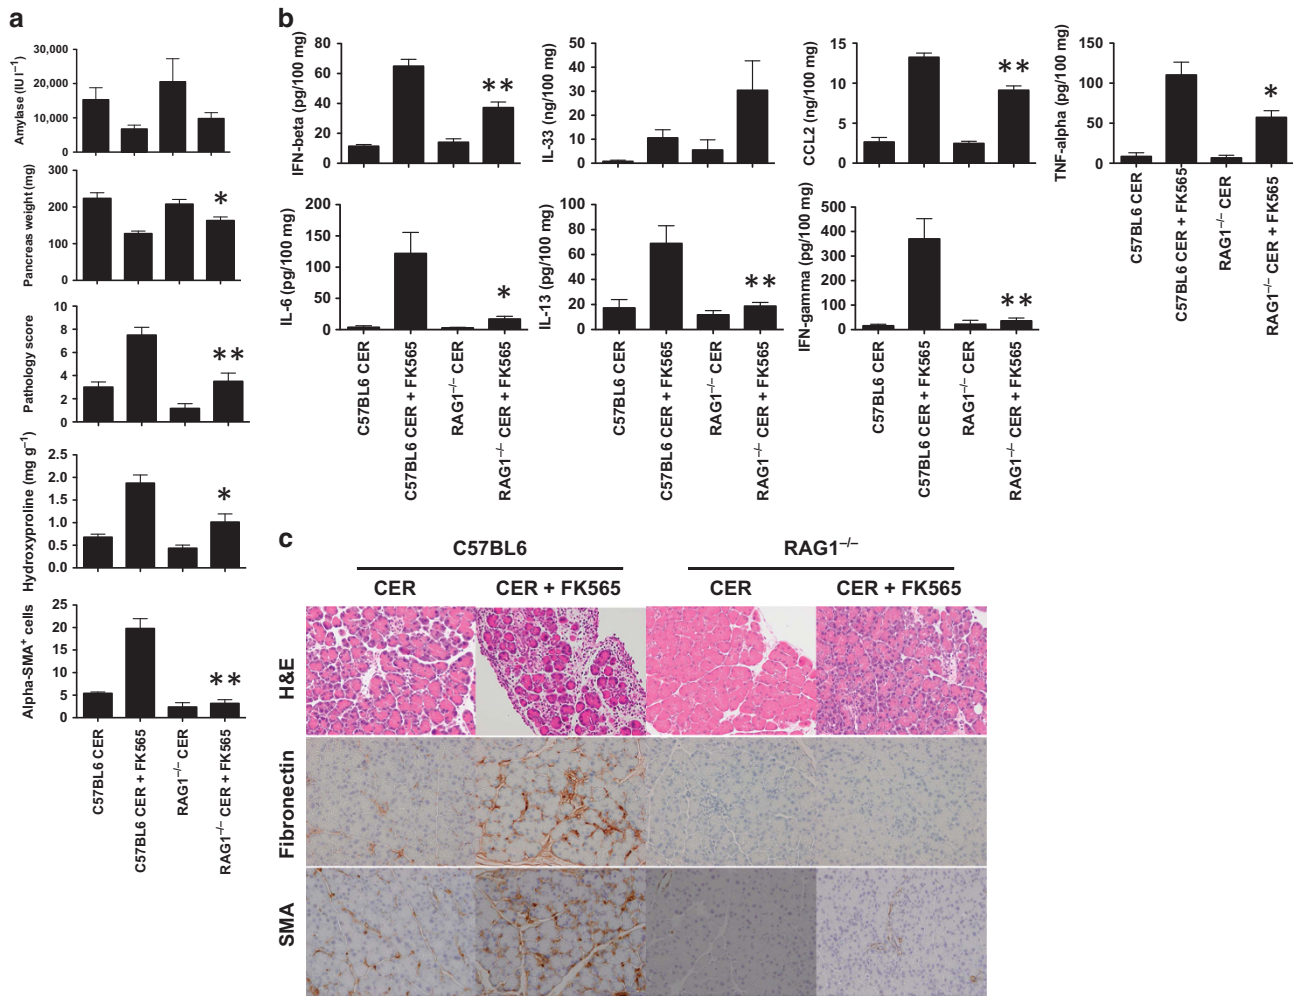 a
Amylase (IU l⁻¹)
30,000
20,000
10,000
0
Pancreas weight (mg)
300
200
100
0
Pathology score
10
8
6
4
2
0
**
*
Hydroxyproline (mg g⁻¹)
2.5
2.0
1.5
1.0
0.5
0.0
*
Alpha-SMA⁺ cells
25
20
15
10
5
0
**
C57BL6 CER
C57BL6 CER + FK565
RAG1⁻/⁻ CER
RAG1⁻/⁻ CER + FK565
b
IFN-beta (pg/100 mg)
80
60
40
20
0
**
IL-33 (ng/100 mg)
50
40
30
20
10
0
CCL2 (ng/100 mg)
15
10
5
0
**
TNF-alpha (pg/100 mg)
150
100
50
0
*
C57BL6 CER
C57BL6 CER + FK565
RAG1⁻/⁻ CER
RAG1⁻/⁻ CER + FK565
IL-6 (pg/100 mg)
200
150
100
50
0
*
C57BL6 CER
C57BL6 CER + FK565
RAG1⁻/⁻ CER
RAG1⁻/⁻ CER + FK565
IL-13 (pg/100 mg)
100
80
60
40
20
0
**
C57BL6 CER
C57BL6 CER + FK565
RAG1⁻/⁻ CER
RAG1⁻/⁻ CER + FK565
IFN-gamma (pg/100 mg)
500
400
300
200
100
0
**
C57BL6 CER
C57BL6 CER + FK565
RAG1⁻/⁻ CER
RAG1⁻/⁻ CER + FK565
c
C57BL6
RAG1⁻/⁻
CER
CER + FK565
CER
CER + FK565
H&E
Fibronectin
SMA